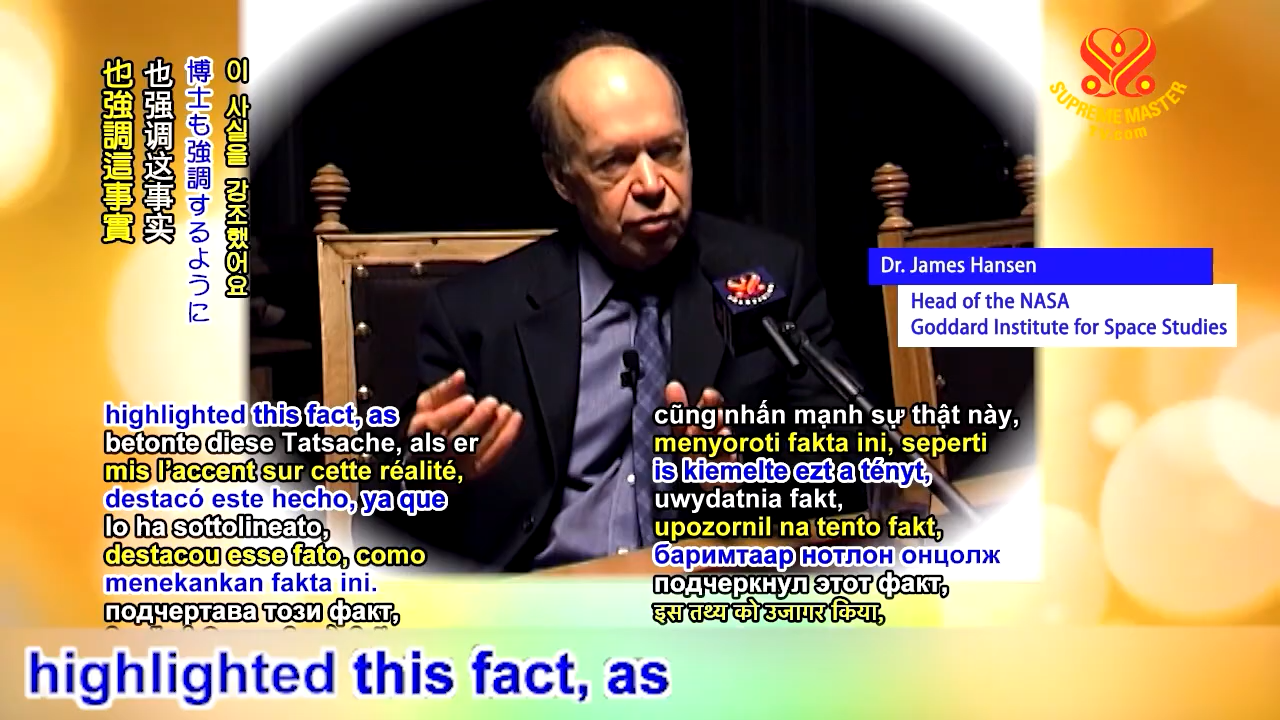 也強調這事實
也强调这事实
博士も強調するように
이 사실을 강조했어요
SUPREME MASTER
TV.com
Dr. James Hansen
Head of the NASA
Goddard Institute for Space Studies
highlighted this fact, as
betonte diese Tatsache, als er
mis l'accent sur cette réalité,
destacó este hecho, ya que
lo ha sottolineato,
destacou esse fato, como
menekankan fakta ini.
подчертава този факт,
cũng nhấn mạnh sự thật này,
menyoroti fakta ini, seperti
is kiemelte ezt a tényt,
uwydatnia fakt,
upozornil na tento fakt,
баримтаар нотлон онцолж
подчеркнул этот факт,
इस तथ्य को उजागर किया,
highlighted this fact, as